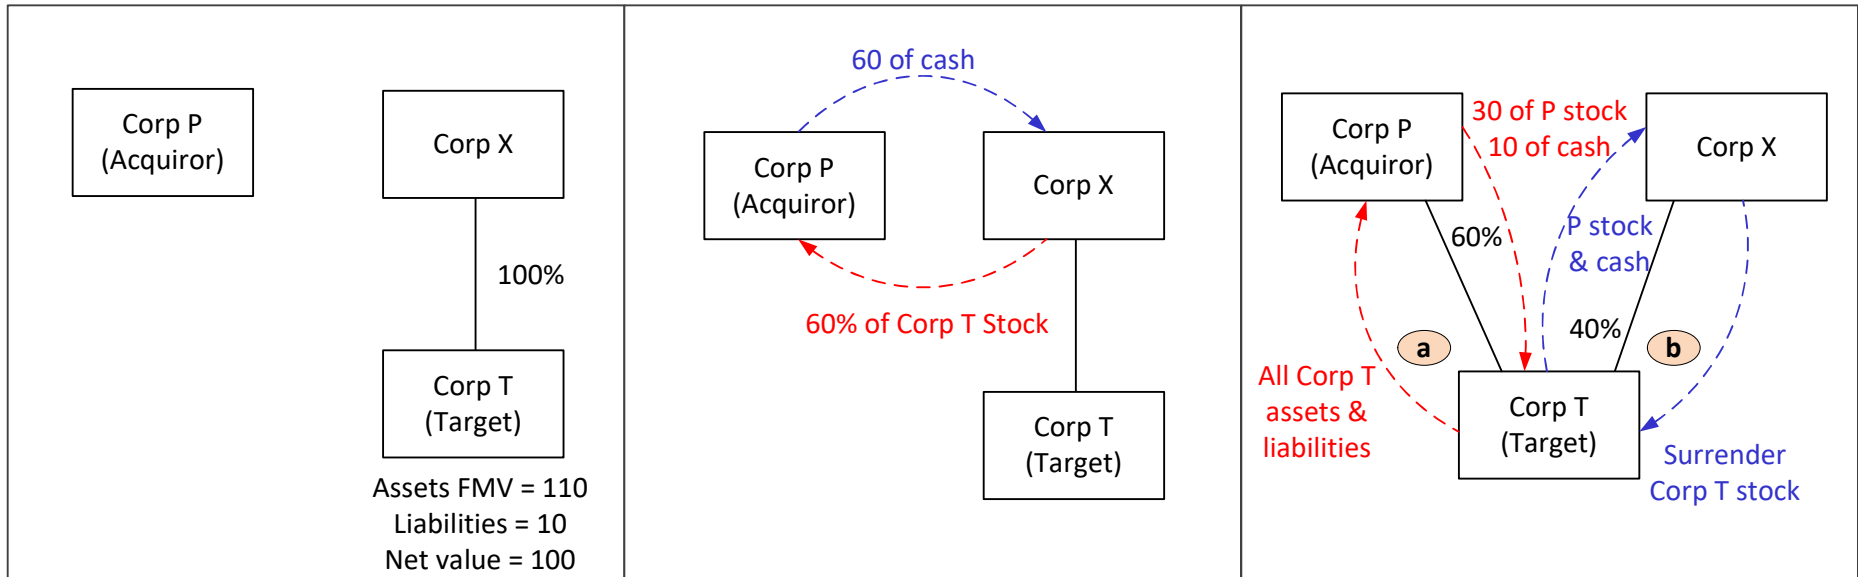 Corp P
(Acquiror)
Corp X
100%
Corp T
(Target)
Assets FMV = 110
Liabilities = 10
Net value = 100
60 of cash
Corp P
(Acquiror)
Corp X
60% of Corp T Stock
Corp T
(Target)
Corp P
(Acquiror)
30 of P stock
10 of cash
Corp X
60%
P stock
& cash
40%
a
b
All Corp T
assets &
liabilities
Corp T
(Target)
Surrender
Corp T stock